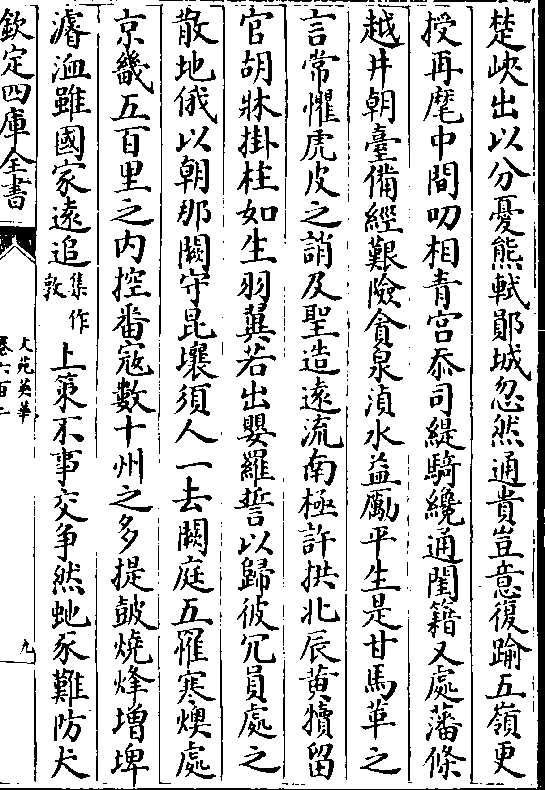 楚峽出以分憂熊軾鄖城忽然通貴豈意復踰五嶺更
授再麾中間叨相青宫忝司緹騎纔通閨籍又處藩條
越井朝臺備經艱險貪泉湞水益勵平生是甘馬革之
言常懼虎皮之誚及聖造遠流南極許拱北辰黄犢留
官胡牀掛柱如生羽翼若出嬰羅誓以歸彼冗員處之
散地俄以朝那闕守昆壤須人一去闕庭五罹寒燠處
京畿五百里之内控番寇數十州之多提鼓燒烽增埤
濬洫雖國家遠追集作敦上策不事交争然虵豕難防犬
欽定四庫全書
文苑英華
卷六百二
九